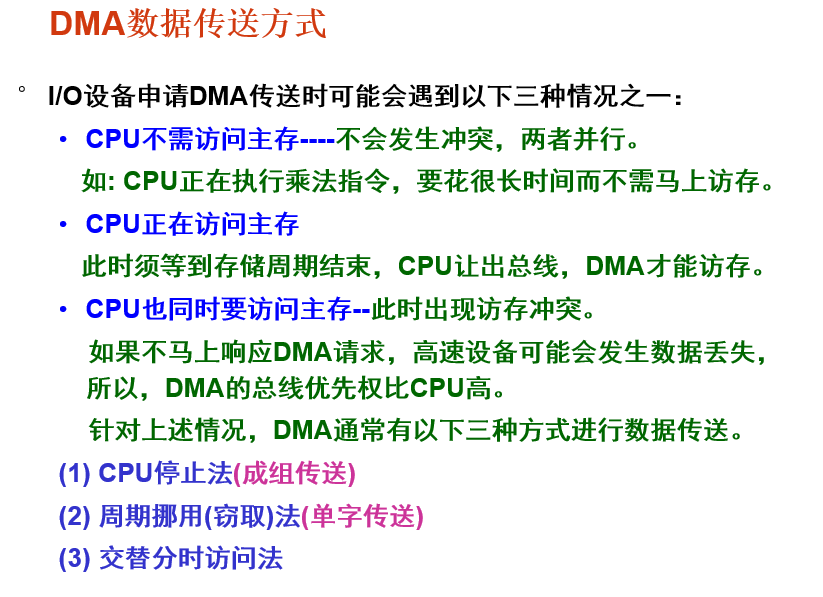 DMA数据传送方式
° I/O设备申请DMA传送时可能会遇到以下三种情况之一：
• CPU不需访问主存----不会发生冲突，两者并行。
如: CPU正在执行乘法指令，要花很长时间而不需马上访存。
• CPU正在访问主存
此时须等到存储周期结束，CPU让出总线，DMA才能访存。
• CPU也同时要访问主存--此时出现访存冲突。
如果不马上响应DMA请求，高速设备可能会发生数据丢失，
所以，DMA的总线优先权比CPU高。
针对上述情况，DMA通常有以下三种方式进行数据传送。
(1) CPU停止法(成组传送)
(2) 周期挪用(窃取)法(单字传送)
(3) 交替分时访问法